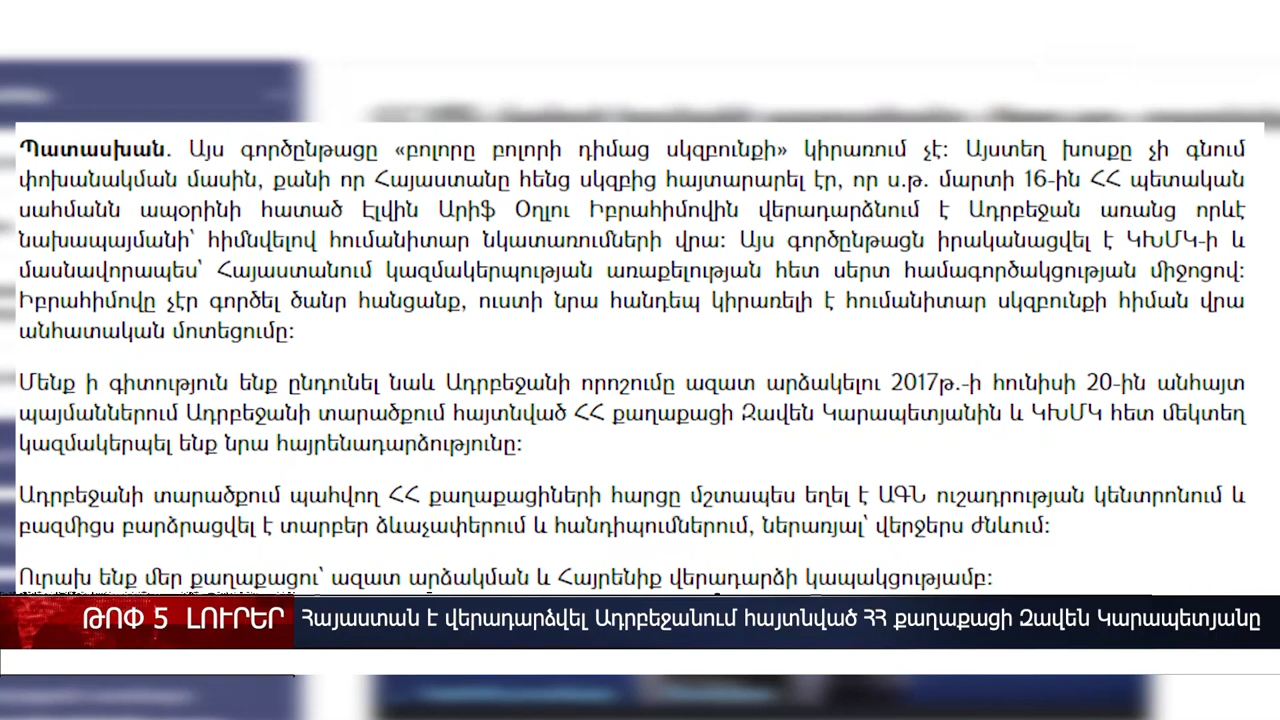 Պատասխան. Այս գործընթացը «բոլորը բոլորի դիմաց սկզբունքի» կիրառում չէ: Այստեղ խոսքը չի գնում
փոխանակման մասին, քանի որ Հայաստանը հենց սկզբից հայտարարել էր, որ ս.թ. մարտի 16-ին ՀՀ պետական
սահմանն ապօրինի հատած Էլվին Արիֆ Օղլու Իբրահիմովին վերադարձնում է Ադրբեջան առանց որևէ
նախապայմանի՝ հիմնվելով հումանիտար նկատառումների վրա: Այս գործընթացն իրականացվել է ԿԽՄԿ-ի և
մասնավորապես՝ Հայաստանում կազմակերպության առաքելության հետ սերտ համագործակցության միջոցով:
Իբրահիմովը չէր գործել ծանր հանցանք, ուստի նրա հանդեպ կիրառելի է հումանիտար սկզբունքի հիման վրա
անհատական մոտեցումը:
Մենք ի գիտություն ենք ընդունել նաև Ադրբեջանի որոշումը ազատ արձակելու 2017թ.-ի հունիսի 20-ին անհայտ
պայմաններում Ադրբեջանի տարածքում հայտնված ՀՀ քաղաքացի Զավեն Կարապետյանին և ԿԽՄԿ հետ մեկտեղ
կազմակերպել ենք նրա հայրենադարձությունը:
Ադրբեջանի տարածքում պահվող ՀՀ քաղաքացիների հարցը մշտապես եղել է ԱԳՆ ուշադրության կենտրոնում և
բազմիցս բարձրացվել է տարբեր ձևաչափերում և հանդիպումներում, ներառյալ՝ վերջերս Ժնևում:
Ուրախ ենք մեր քաղաքացու՝ ազատ արձակման և Հայրենիք վերադարձի կապակցությամբ:
ԹՈՓ 5 ԼՈՒՐԵՐ
Հայաստան է վերադարձվել Ադրբեջանում հայտնված ՀՀ քաղաքացի Զավեն Կարապետյանը